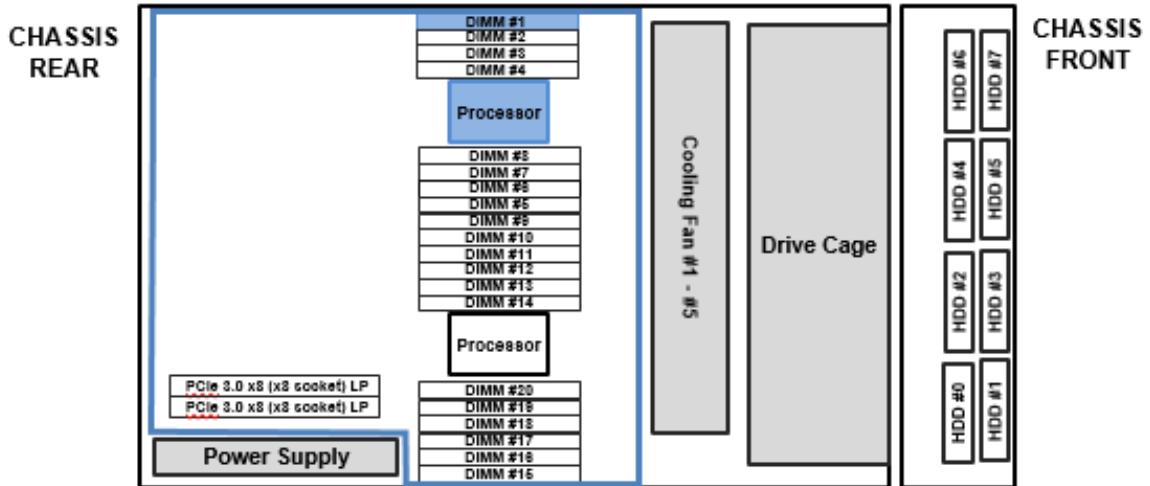 CHASSIS
REAR
DIMM #1
DIMM #2
DIMM #3
DIMM #4
Processor
DIMM #8
DIMM #7
DIMM #6
DIMM #5
DIMM #9
DIMM #10
DIMM #11
DIMM #12
DIMM #13
DIMM #14
Processor
DIMM #20
DIMM #19
DIMM #18
DIMM #17
DIMM #16
DIMM #15
PCIe 3.0 x8 (x8 socket) LP
PCIe 3.0 x8 (x8 socket) LP
Power Supply
Cooling Fan #1 - #5
Drive Cage
HDD #6
HDD #7
HDD #4
HDD #5
HDD #2
HDD #3
HDD #0
HDD #1
CHASSIS
FRONT